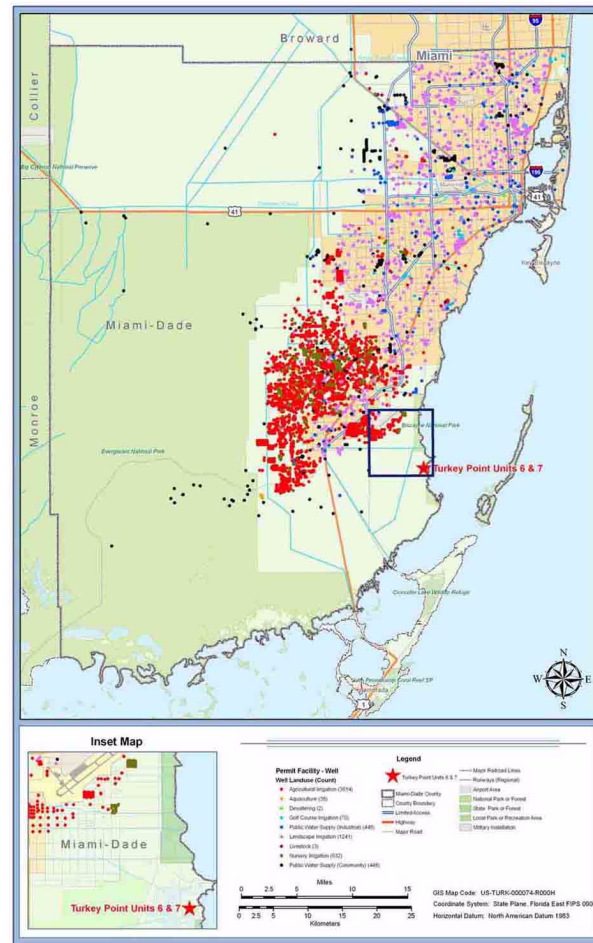 Broward
Miami
95
Collier
Big Cypress National Preserve
195
41
41
Key Biscayne
Miami-Dade
Monroe
Everglades National Park
Biscayne National Park
Turkey Point Units 6 & 7
Crocodile Lake Wildlife Refuge
1
N
W
E
S
Inset Map
Miami-Dade
Turkey Point Units 6 & 7
Legend
Permit Facility - Well
Well Landuse (Count)
Agricultural Irrigation (3514)
Aquaculture (35)
Dewatering (2)
Golf Course Irrigation (70)
Public Water Supply (Industrial) (449)
Landscape Irrigation (1241)
Livestock (3)
Nursery Irrigation (632)
Public Water Supply (Community) (448)
Turkey Point Units 6 & 7
Miami-Dade County
County Boundary
Limited-Access
Highway
Major Road
Major Railroad Lines
Railways (Regional)
Airport Area
National Park or Forest
State Park or Forest
Local Park or Recreation Area
Military Installation
Miles
0 2.5 5 10 15
0 2.5 5 10 15 20 25
Kilometers
GIS Map Code: US-TURK-000074-R000H
Coordinate System: State Plane, Florida East FIPS 090
Horizontal Datum: North American Datum 1983